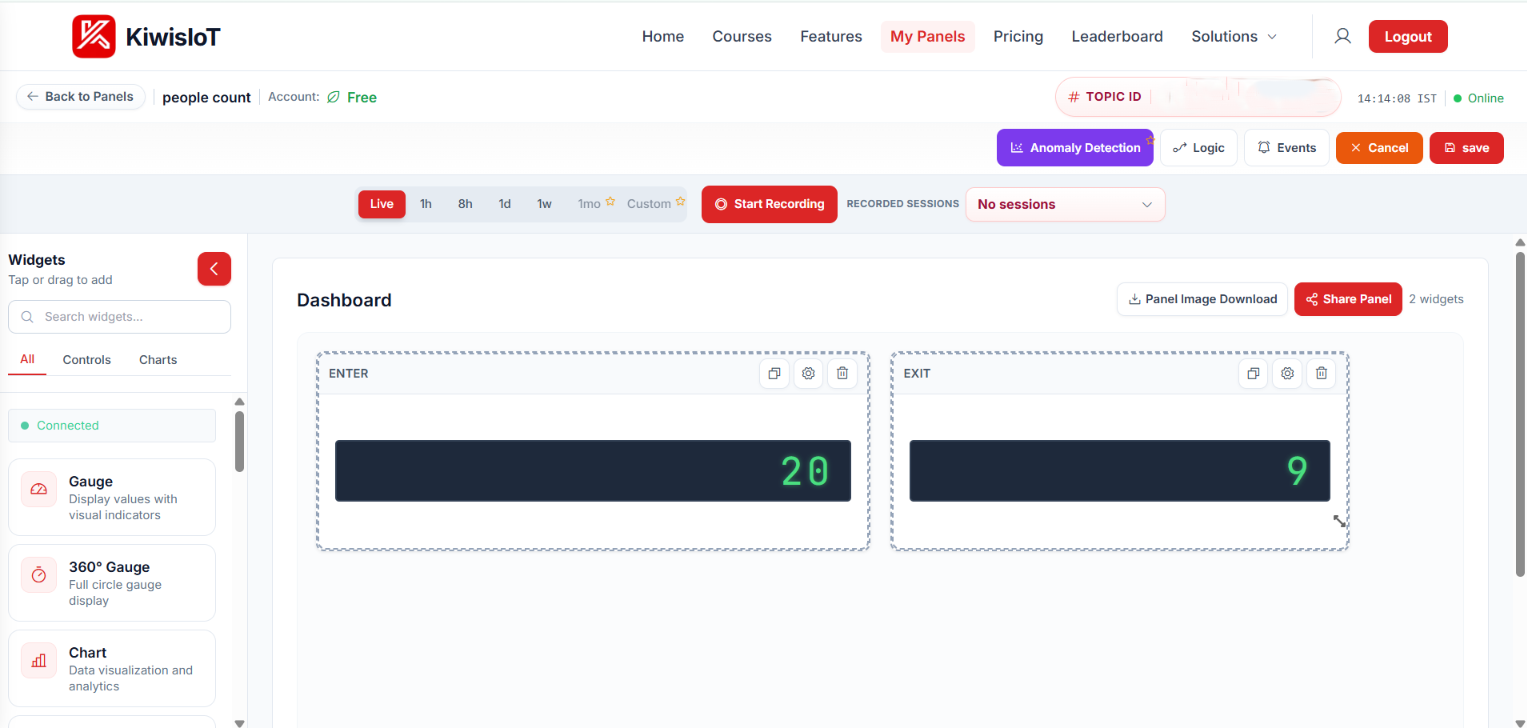 KiwisIoT
Home Courses Features My Panels Pricing Leaderboard Solutions Logout
Back to Panels people count Account: Free # TOPIC ID 14:14:08 IST Online
Anomaly Detection Logic Events Cancel save
Live 1h 8h 1d 1w 1mo Custom Start Recording RECORDED SESSIONS No sessions
Widgets
Tap or drag to add
Search widgets...
All Controls Charts
Connected
Gauge
Display values with
visual indicators
360° Gauge
Full circle gauge
display
Chart
Data visualization and
analytics
Dashboard Panel Image Download Share Panel 2 widgets
ENTER
20
EXIT
9